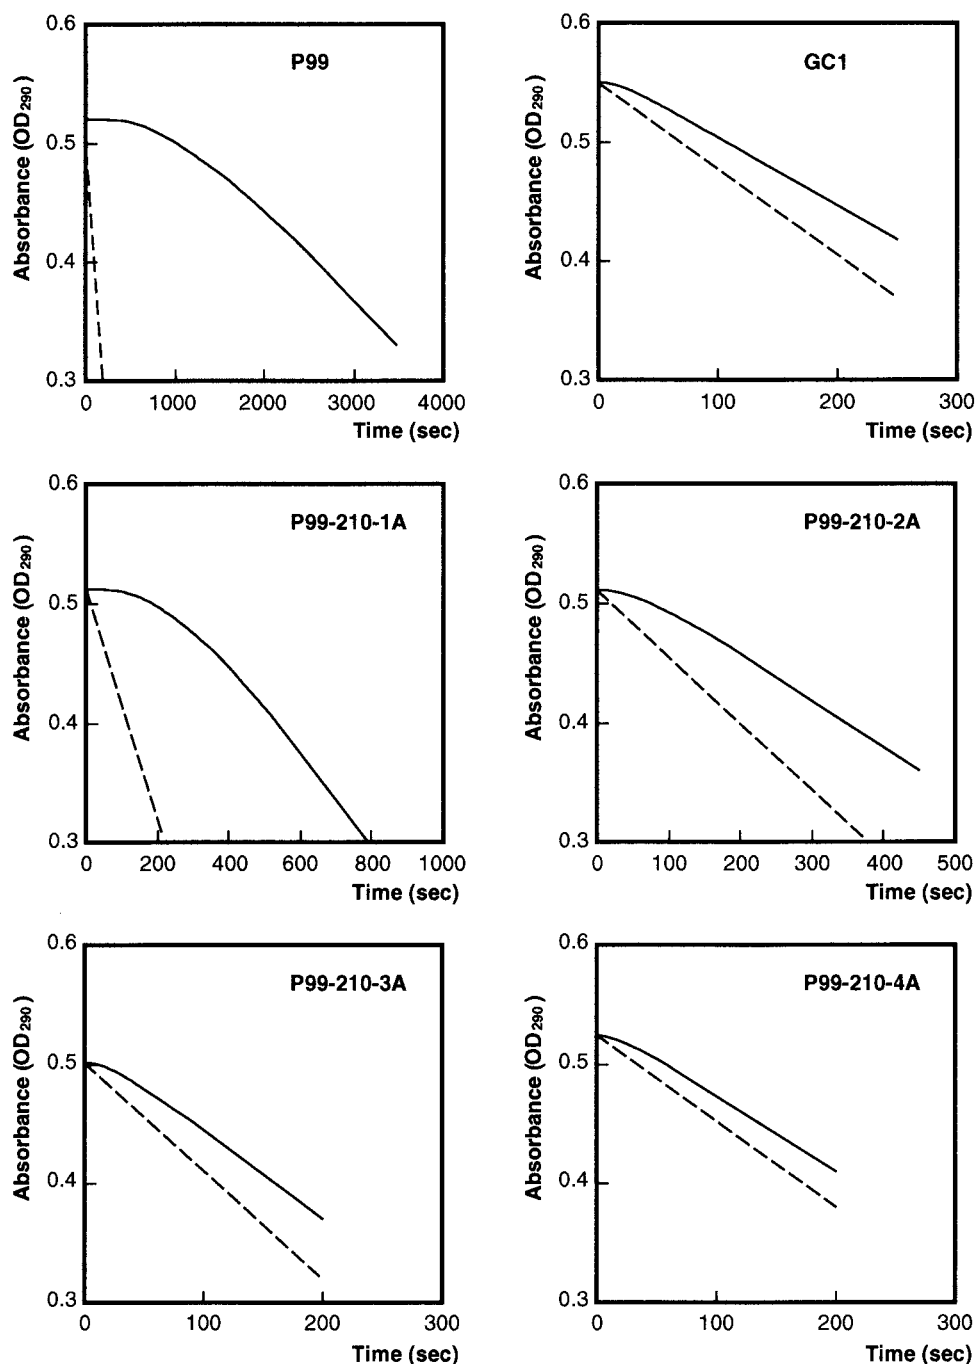 P99
Absorbance (OD290)
0.6
0.5
0.4
0.3
0 1000 2000 3000 4000
Time (sec)
GC1
Absorbance (OD290)
0.6
0.5
0.4
0.3
0 100 200 300
Time (sec)
P99-210-1A
Absorbance (OD290)
0.6
0.5
0.4
0.3
0 200 400 600 800 1000
Time (sec)
P99-210-2A
Absorbance (OD290)
0.6
0.5
0.4
0.3
0 100 200 300 400 500
Time (sec)
P99-210-3A
Absorbance (OD290)
0.6
0.5
0.4
0.3
0 100 200 300
Time (sec)
P99-210-4A
Absorbance (OD290)
0.6
0.5
0.4
0.3
0 100 200 300
Time (sec)